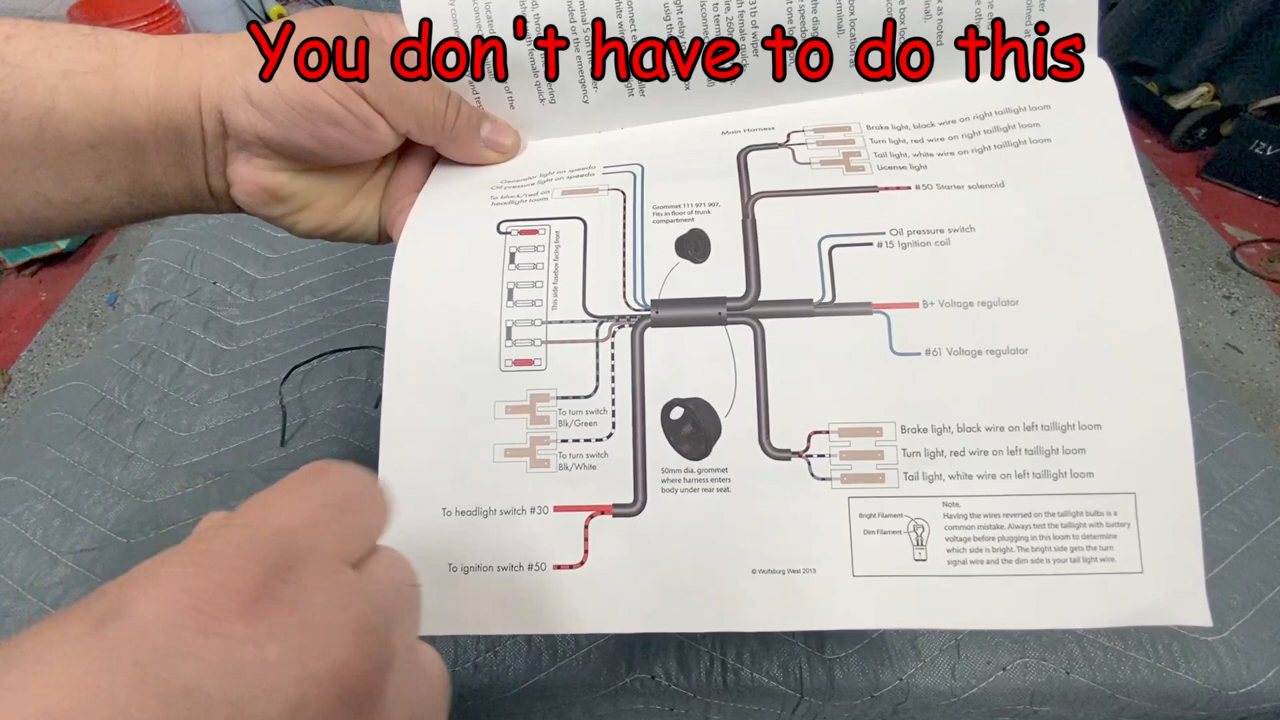 You don't have to do this
Main Harness
Brake light, black wire on right taillight loom
Turn light, red wire on right taillight loom
Tail light, white wire on right taillight loom
License light
Generator light on speedo
Oil pressure light on speedo
To black/red on
headlight loom
#50 Starter solenoid
Grommet 111 971 907,
Fits in floor of trunk
compartment
This side fusebox facing front
Oil pressure switch
#15 Ignition coil
B+ Voltage regulator
#61 Voltage regulator
To turn switch
Blk/Green
To turn switch
Blk/White
50mm dia. grommet
where harness enters
body under rear seat.
Brake light, black wire on left taillight loom
Turn light, red wire on left taillight loom
Tail light, white wire on left taillight loom
To headlight switch #30
To ignition switch #50
Note,
Bright Filament
Dim Filament
Having the wires reversed on the taillight bulbs is a
common mistake. Always test the taillight with battery
voltage before plugging in this loom to determine
which side is bright. The bright side gets the turn
signal wire and the dim side is your tail light wire.
© Wolfsburg West 2013
12V